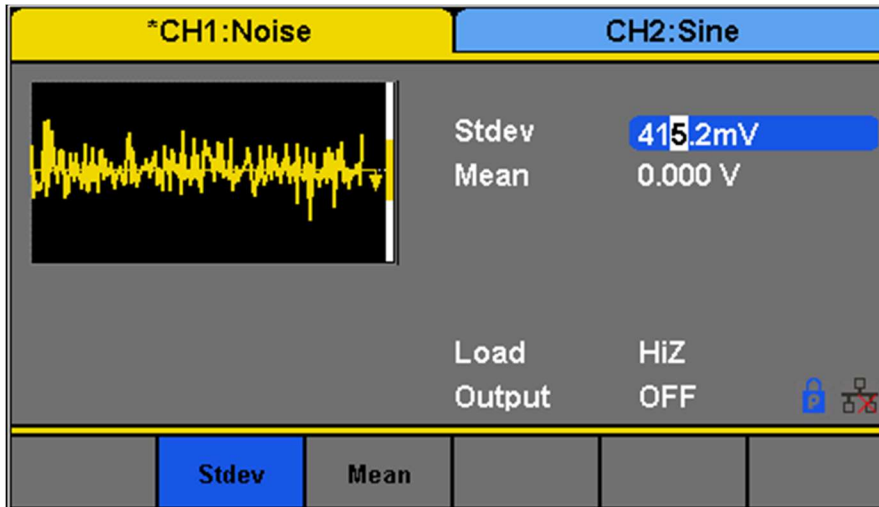 *CH1:Noise
CH2:Sine
Stdev 415.2mV
Mean 0.000 V
Load HiZ
Output OFF
P
Stdev Mean